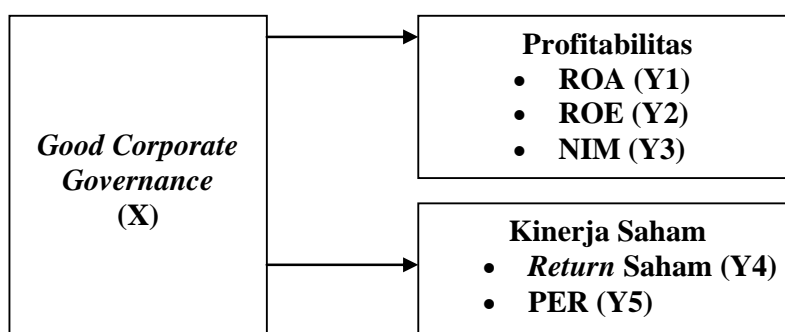 Good Corporate
Governance
(X)
Profitabilitas
• ROA (Y1)
• ROE (Y2)
• NIM (Y3)
Kinerja Saham
• Return Saham (Y4)
• PER (Y5)